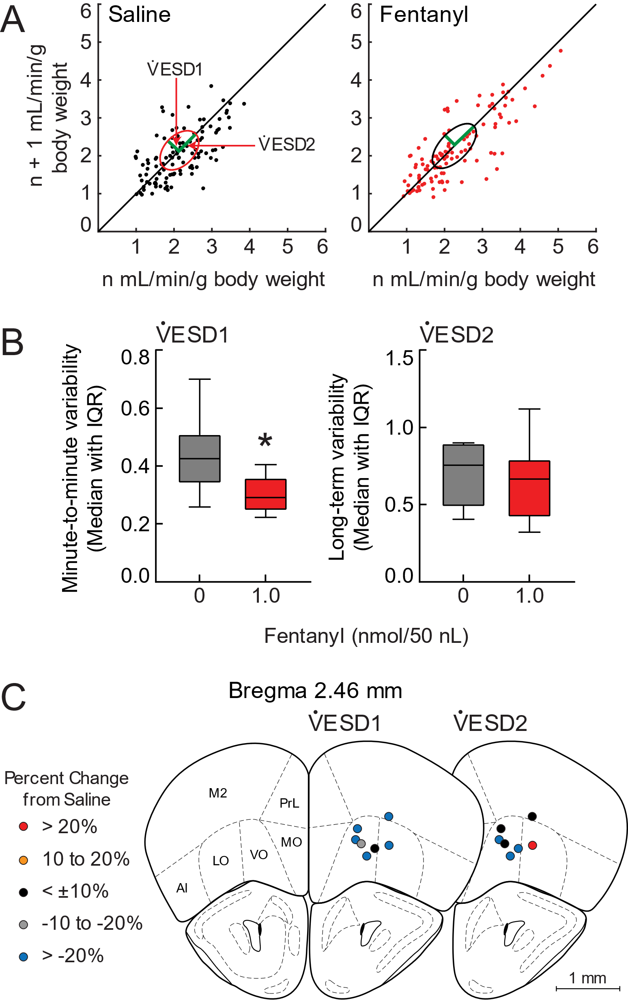 A
Saline
Fentanyl
n + 1 mL/min/g
body weight
6
5
4
3
2
1
0
V̇ESD1
V̇ESD2
1 2 3 4 5 6
n mL/min/g body weight
6
5
4
3
2
1
0
1 2 3 4 5 6
n mL/min/g body weight
B
V̇ESD1
Minute-to-minute variability
(Median with IQR)
0.8
0.6
0.4
0.2
0.0
*
0 1.0
V̇ESD2
Long-term variability
(Median with IQR)
1.5
1.0
0.5
0.0
0 1.0
Fentanyl (nmol/50 nL)
C
Bregma 2.46 mm
V̇ESD1
V̇ESD2
Percent Change
from Saline
> 20%
10 to 20%
< ±10%
-10 to -20%
> -20%
M2
PrL
MO
VO
LO
AI
1 mm